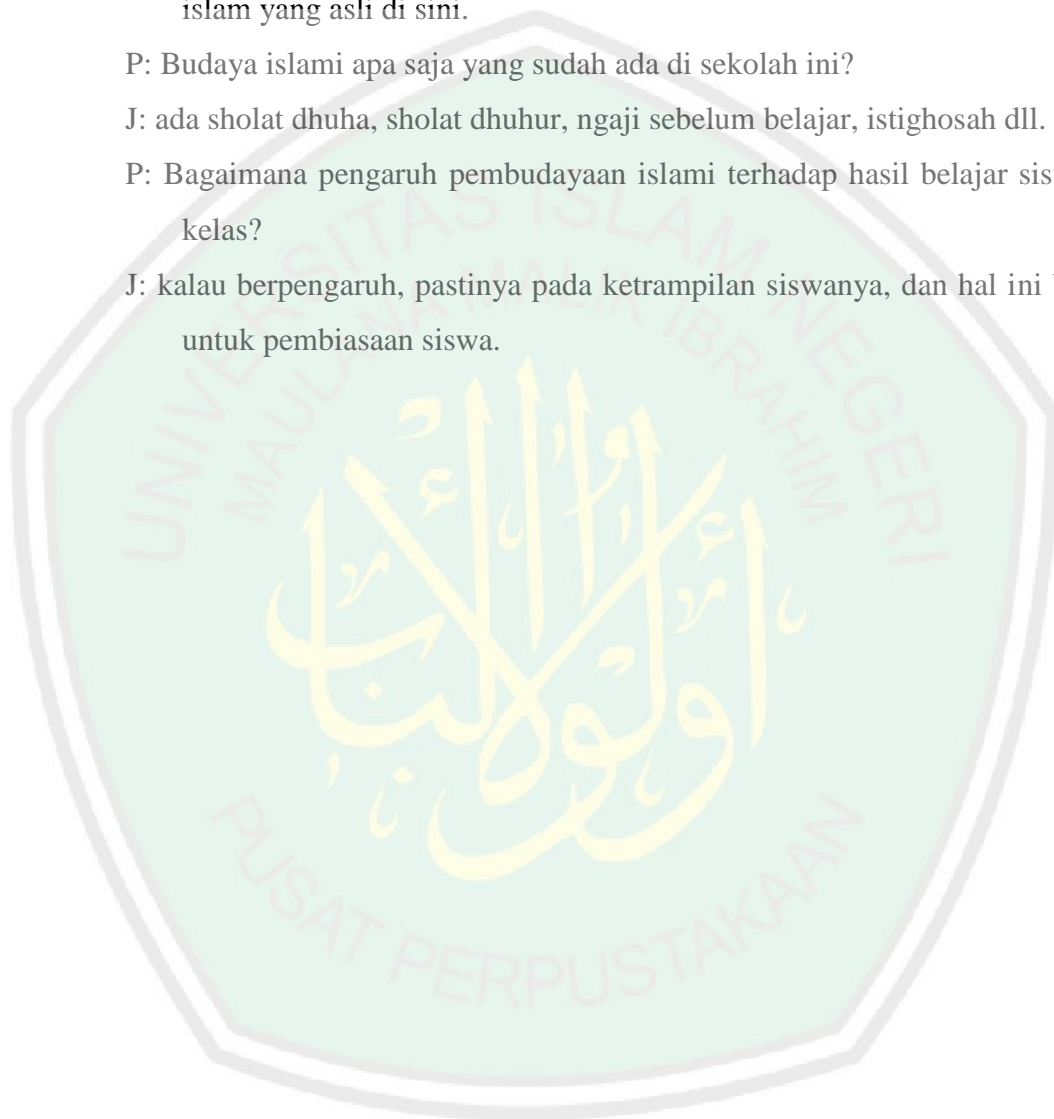 islam yang asli di sini.
P: Budaya islami apa saja yang sudah ada di sekolah ini?
J: ada sholat dhuha, sholat dhuhur, ngaji sebelum belajar, istighosah dll.
P: Bagaimana pengaruh pembudayaan islami terhadap hasil belajar
kelas?
J: kalau berpengaruh, pastinya pada ketrampilan siswanya, dan hal ini
untuk pembiasaan siswa.
UNIVERSITAS ISLAM NEGERI
MAULANA MALIK IBRAHIM
أولوا الألباب
PUSAT PERPUSTAKAAN